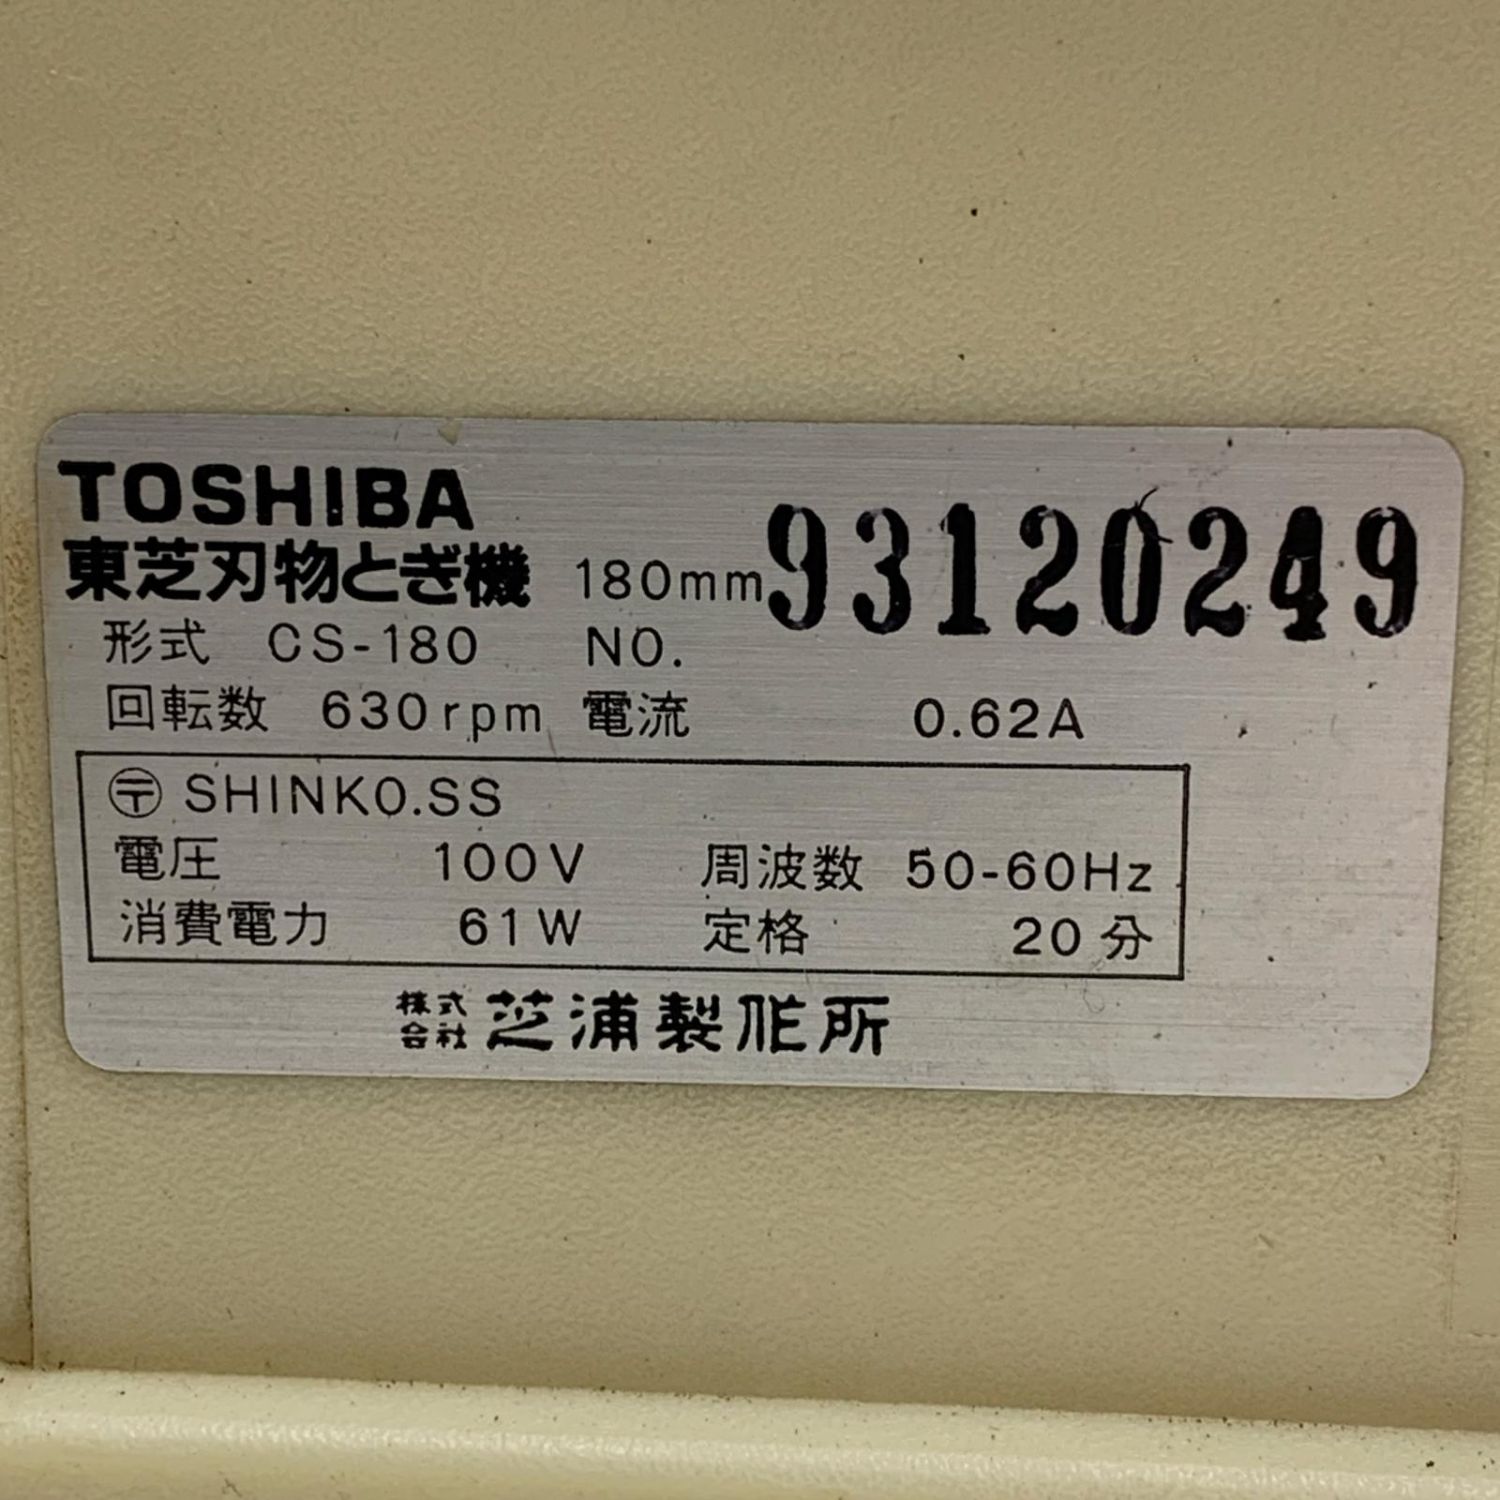 TOSHIBA
東芝刃物とぎ機 180mm 93120249
形式 CS-180 NO.
回転数 630rpm 電流 0.62A
〶 SHINKO.SS
電圧 100V 周波数 50-60Hz
消費電力 61W 定格 20分
株式会社 芝浦製作所